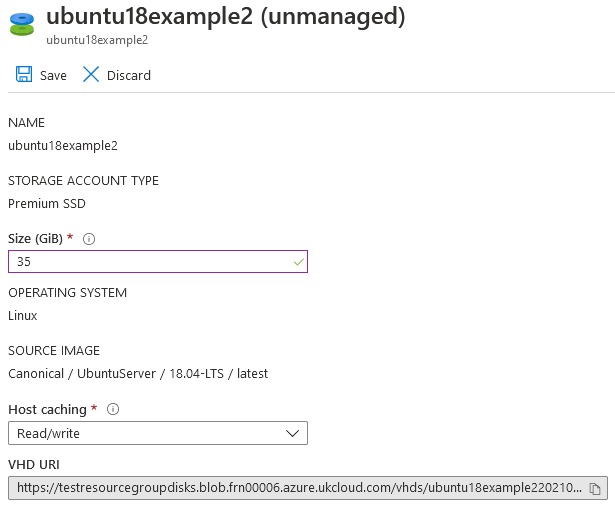 ubuntu18example2 (unmanaged)
ubuntu18example2
Save Discard
NAME
ubuntu18example2
STORAGE ACCOUNT TYPE
Premium SSD
Size (GiB) *
35
OPERATING SYSTEM
Linux
SOURCE IMAGE
Canonical / UbuntuServer / 18.04-LTS / latest
Host caching *
Read/write
VHD URI
https://testresourcegroupdisks.blob.frn00006.azure.ukcloud.com/vhds/ubuntu18example220210...